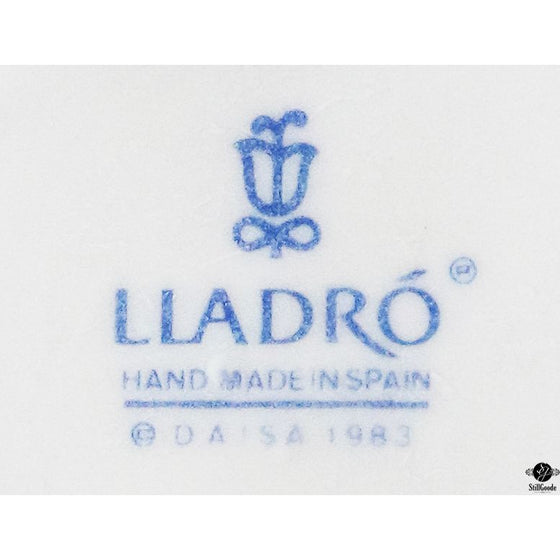 LLADRÓ ®
HAND MADE IN SPAIN
© DAISA 1983
StillGoode